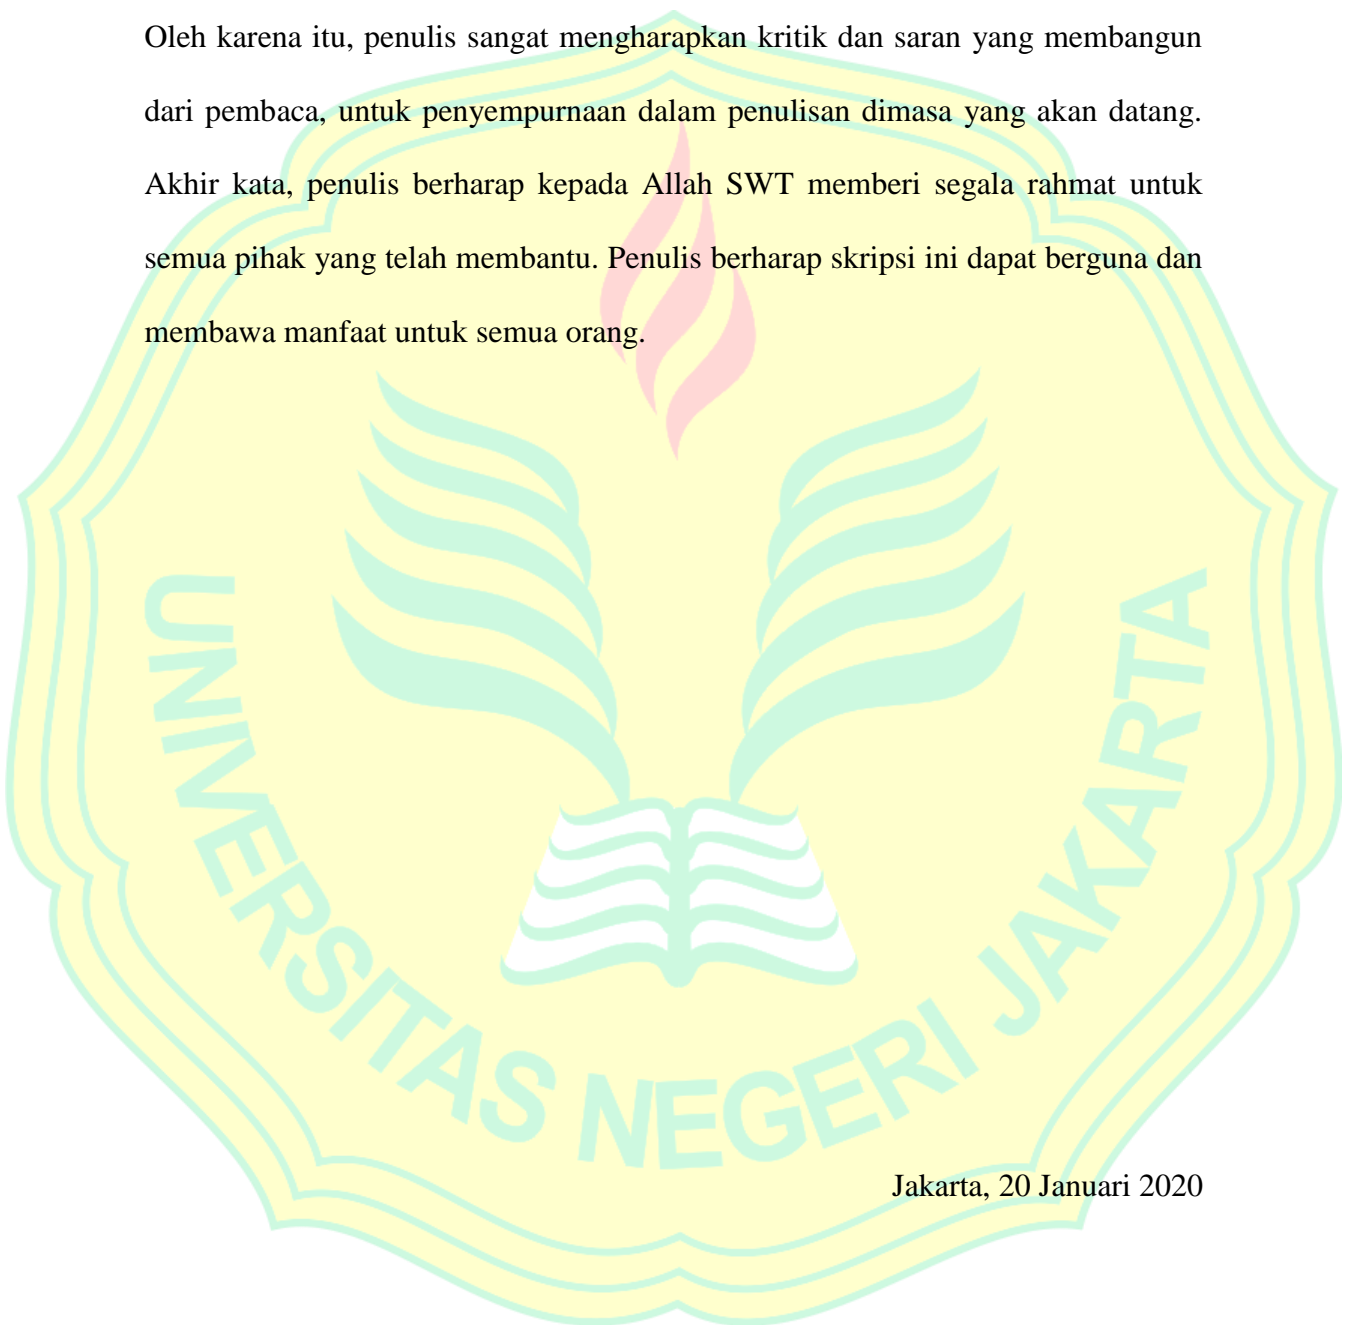 Oleh karena itu, penulis sangat mengharapkan kritik dan saran yang membangun
dari pembaca, untuk penyempurnaan dalam penulisan dimasa yang akan datang.
Akhir kata, penulis berharap kepada Allah SWT memberi segala rahmat untuk
semua pihak yang telah membantu. Penulis berharap skripsi ini dapat berguna dan
membawa manfaat untuk semua orang.
UNIVERSITAS NEGERI JAKARTA
Jakarta, 20 Januari 2020